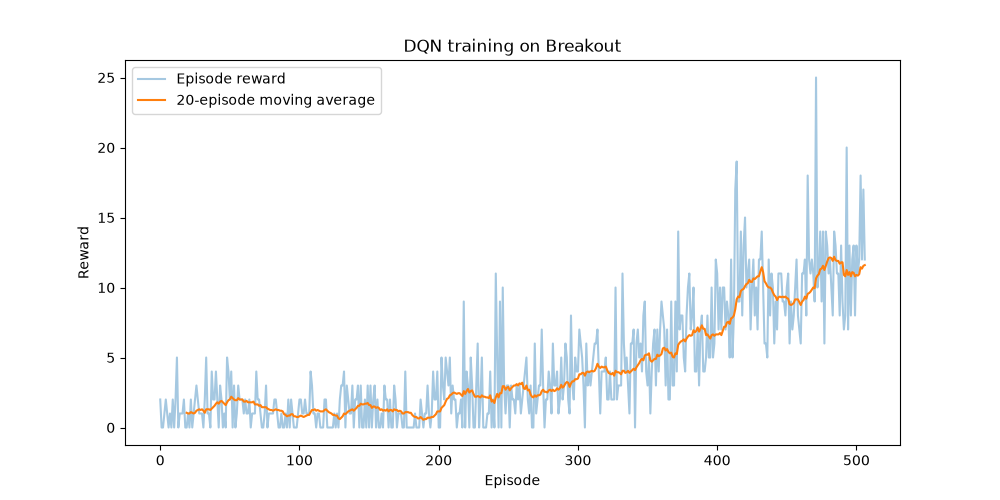 DQN training on Breakout
Episode reward
20-episode moving average
25
20
15
10
5
0
Reward
0 100 200 300 400 500
Episode